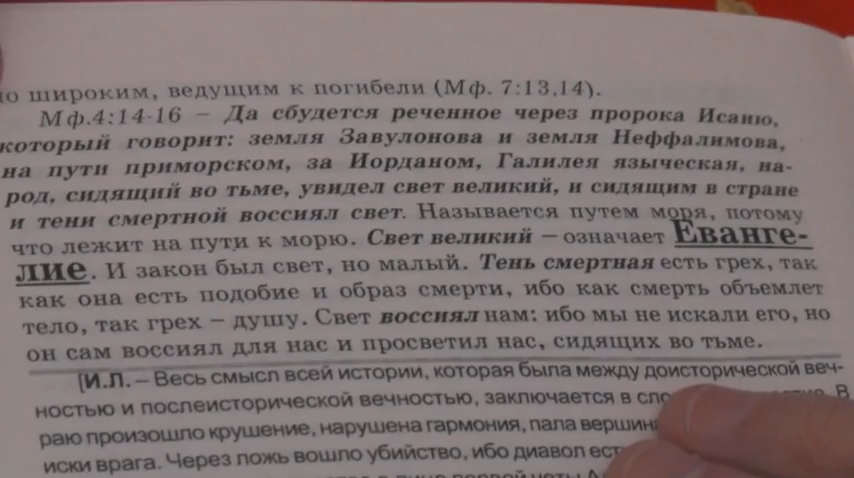 широким, ведущим к погибели (Мф. 7:13,14).
Мф.4:14-16 – Да сбудется реченное через пророка Исаию,
который говорит: земля Завулонова и земля Неффалимова,
на пути приморском, за Иорданом, Галилея языческая, на-
род, сидящий во тьме, увидел свет великий, и сидящим в стране
и тени смертной воссиял свет. Называется путем моря, потому
что лежит на пути к морю. Свет великий – означает Еванге-
лие. И закон был свет, но малый. Тень смертная есть грех, так
как она есть подобие и образ смерти, ибо как смерть объемлет
тело, так грех – душу. Свет воссиял нам: ибо мы не искали его, но
он сам воссиял для нас и просветил нас, сидящих во тьме.
[И.Л. – Весь смысл всей истории, которая была между доисторической веч-
ностью и послеисторической вечностью, заключается в В
раю произошло крушение, нарушена гармония, пала
иски врага. Через ложь вошло убийство, ибо диавол